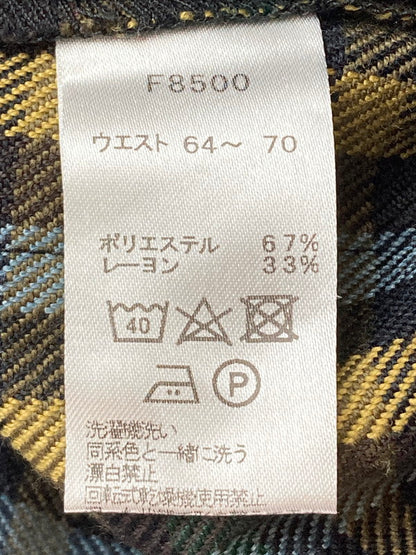 F8500
ウエスト 64～ 70
ポリエステル 67%
レーヨン 33%
40
P
洗濯機洗い
同系色と一緒に洗う
漂白禁止
回転式乾燥機使用禁止